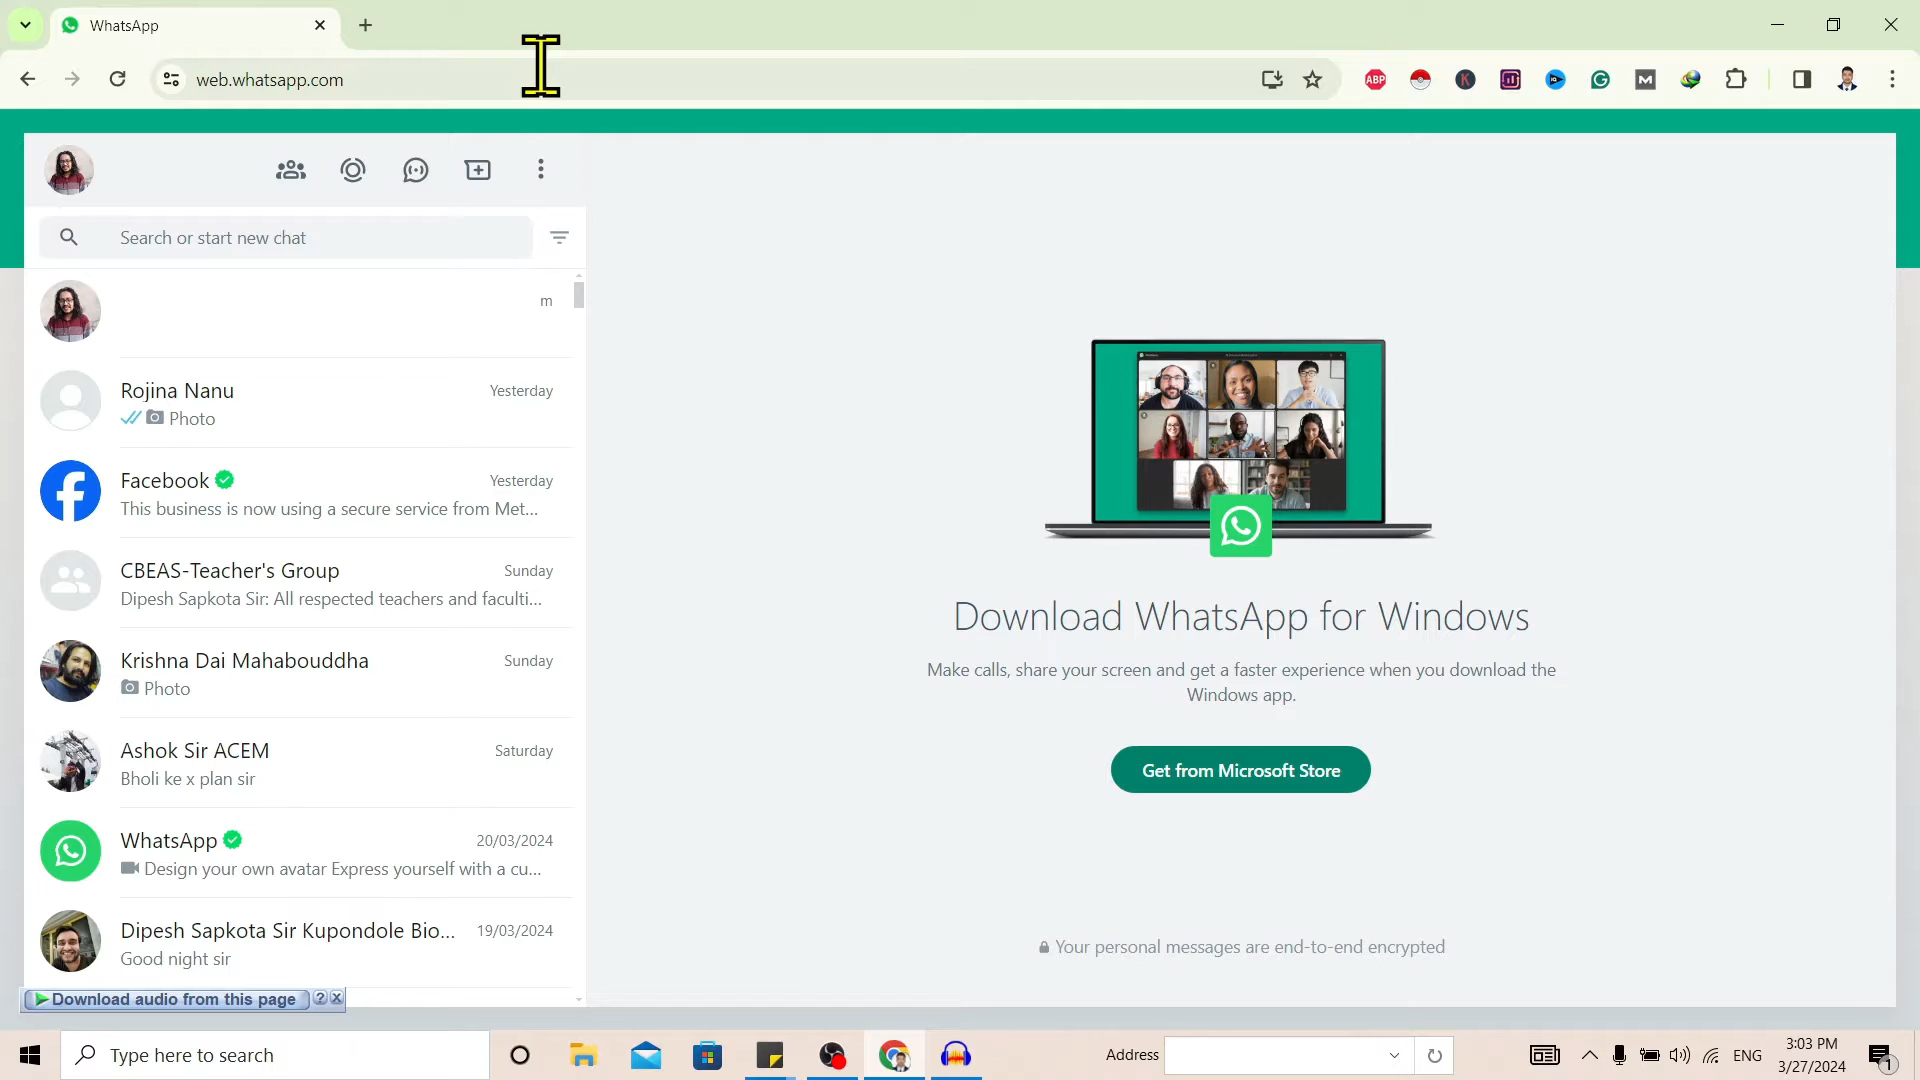 WhatsApp
web.whatsapp.com
ABP
K
M
Search or start new chat
m
Rojina Nanu Yesterday
Photo
Facebook Yesterday
This business is now using a secure service from Met...
CBEAS-Teacher's Group Sunday
Dipesh Sapkota Sir: All respected teachers and faculti...
Krishna Dai Mahabouddha Sunday
Photo
Ashok Sir ACEM Saturday
Bholi ke x plan sir
WhatsApp 20/03/2024
Design your own avatar Express yourself with a cu...
Dipesh Sapkota Sir Kupondole Bio... 19/03/2024
Good night sir
Download WhatsApp for Windows
Make calls, share your screen and get a faster experience when you download the
Windows app.
Get from Microsoft Store
Your personal messages are end-to-end encrypted
Download audio from this page ? X
Type here to search
Address
ENG
3:03 PM
3/27/2024
1